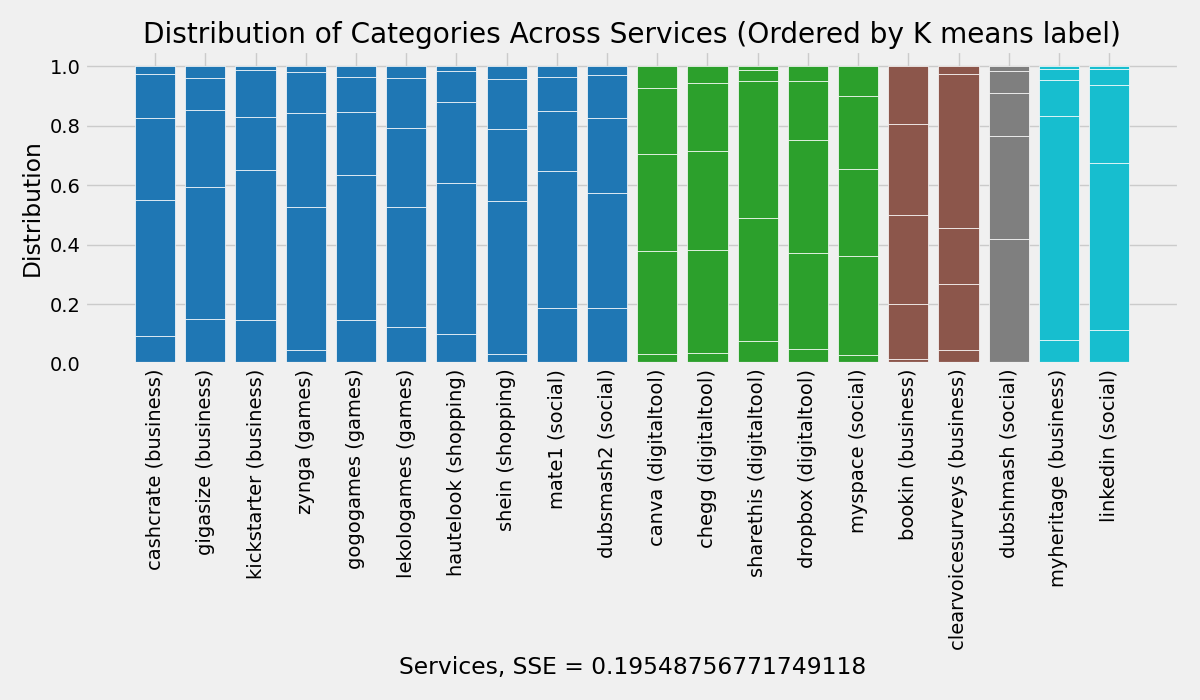 Distribution of Categories Across Services (Ordered by K means label)
Distribution
1.0
0.8
0.6
0.4
0.2
0.0
cashcrate (business)
gigasize (business)
kickstarter (business)
zynga (games)
gogogames (games)
lekologames (games)
hautelook (shopping)
shein (shopping)
mate1 (social)
dubsmash2 (social)
canva (digitaltool)
chegg (digitaltool)
sharethis (digitaltool)
dropbox (digitaltool)
myspace (social)
bookin (business)
clearvoicesurveys (business)
dubshmash (social)
myheritage (business)
linkedin (social)
Services, SSE = 0.19548756771749118